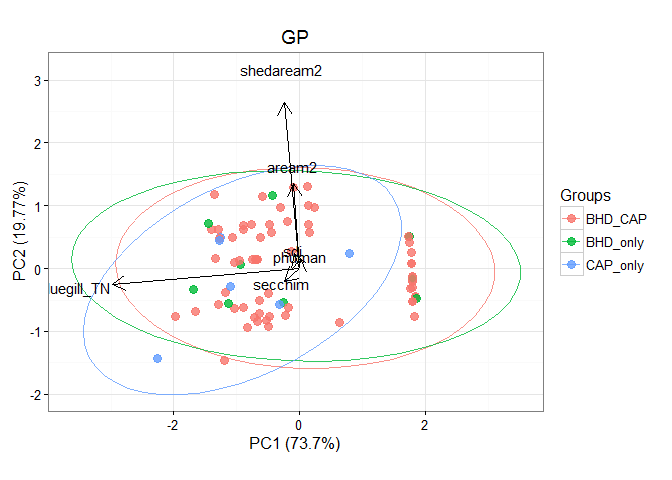 GP
shedaream2
aream2
phuman
secchim
uegill_TN
3
2
1
0
-1
-2
PC2 (19.77%)
-2
0
2
PC1 (73.7%)
Groups
BHD_CAP
BHD_only
CAP_only